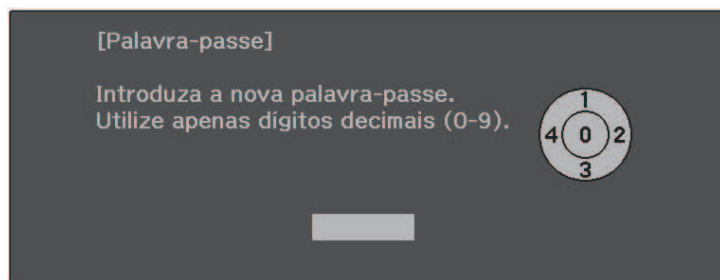 [Palavra-passe]
Introduza a nova palavra-passe.
Utilize apenas dígitos decimais (0-9).
1
4 0 2
3